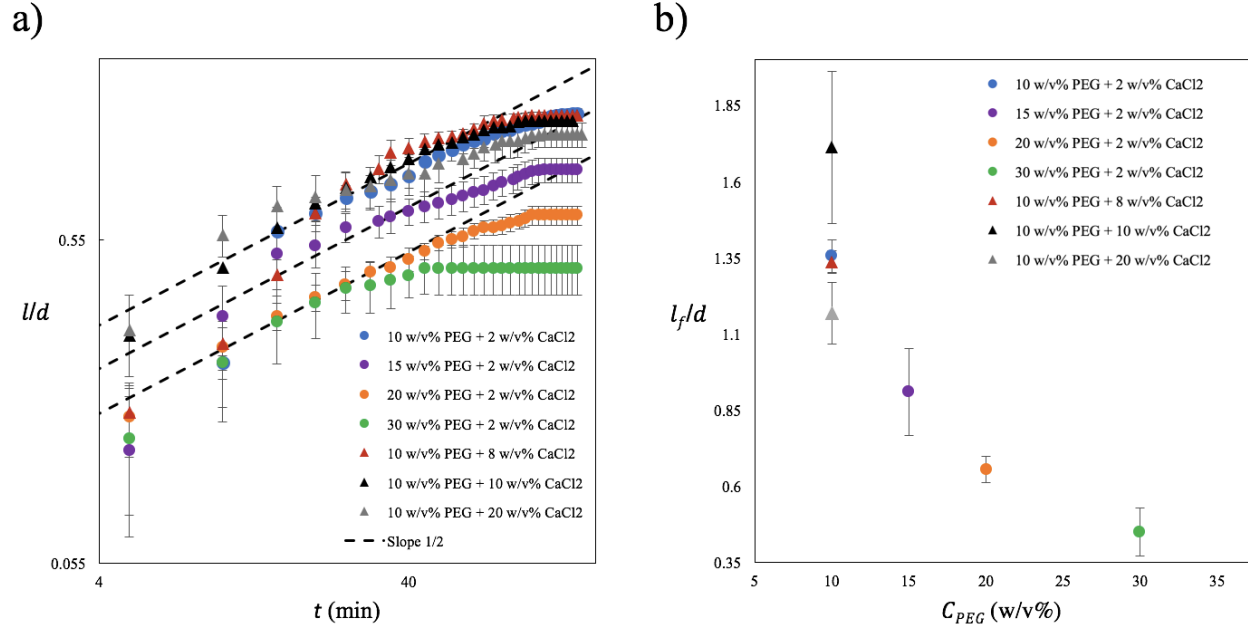 a)
0.55
l/d
0.055
4
40
t (min)
10 w/v% PEG + 2 w/v% CaCl2
15 w/v% PEG + 2 w/v% CaCl2
20 w/v% PEG + 2 w/v% CaCl2
30 w/v% PEG + 2 w/v% CaCl2
10 w/v% PEG + 8 w/v% CaCl2
10 w/v% PEG + 10 w/v% CaCl2
10 w/v% PEG + 20 w/v% CaCl2
Slope 1/2
b)
1.85
1.6
1.35
1.1
0.85
0.6
0.35
l_f/d
5
10
15
20
25
30
35
C_PEG (w/v%)
10 w/v% PEG + 2 w/v% CaCl2
15 w/v% PEG + 2 w/v% CaCl2
20 w/v% PEG + 2 w/v% CaCl2
30 w/v% PEG + 2 w/v% CaCl2
10 w/v% PEG + 8 w/v% CaCl2
10 w/v% PEG + 10 w/v% CaCl2
10 w/v% PEG + 20 w/v% CaCl2